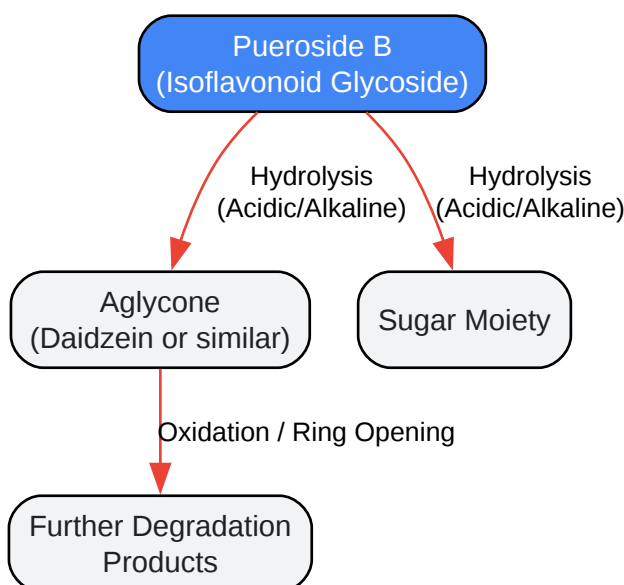 Pueroside B
(Isoflavonoid Glycoside)
Hydrolysis
(Acidic/Alkaline)
Hydrolysis
(Acidic/Alkaline)
Aglycone
(Daidzein or similar)
Sugar Moiety
Oxidation / Ring Opening
Further Degradation
Products